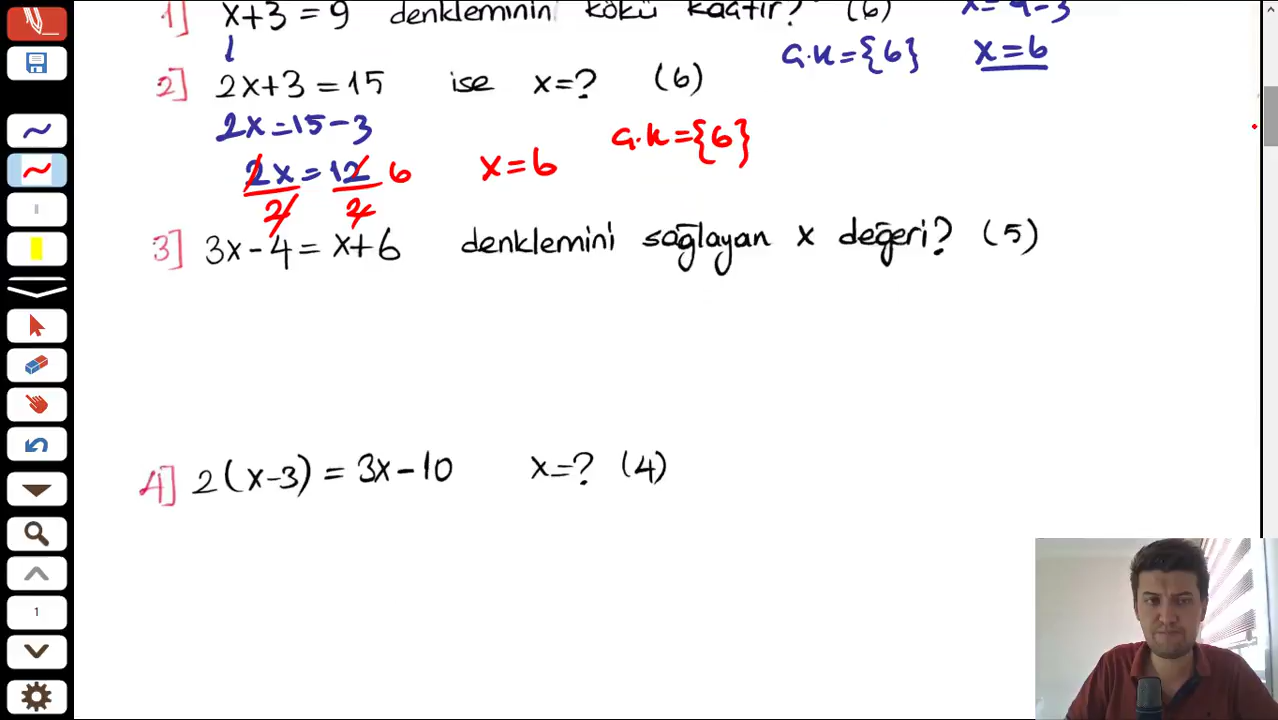 1] x+3 = 9 denkleminin kökü kaçtır? (6) x=9-3
Ç.K={6} x=6
2] 2x+3 = 15 ise x=? (6)
2x=15-3
2x = 12 6
2 2
x=6
Ç.K={6}
3] 3x-4 = x+6 denklemini sağlayan x değeri? (5)
4] 2(x-3) = 3x-10 x=? (4)
1